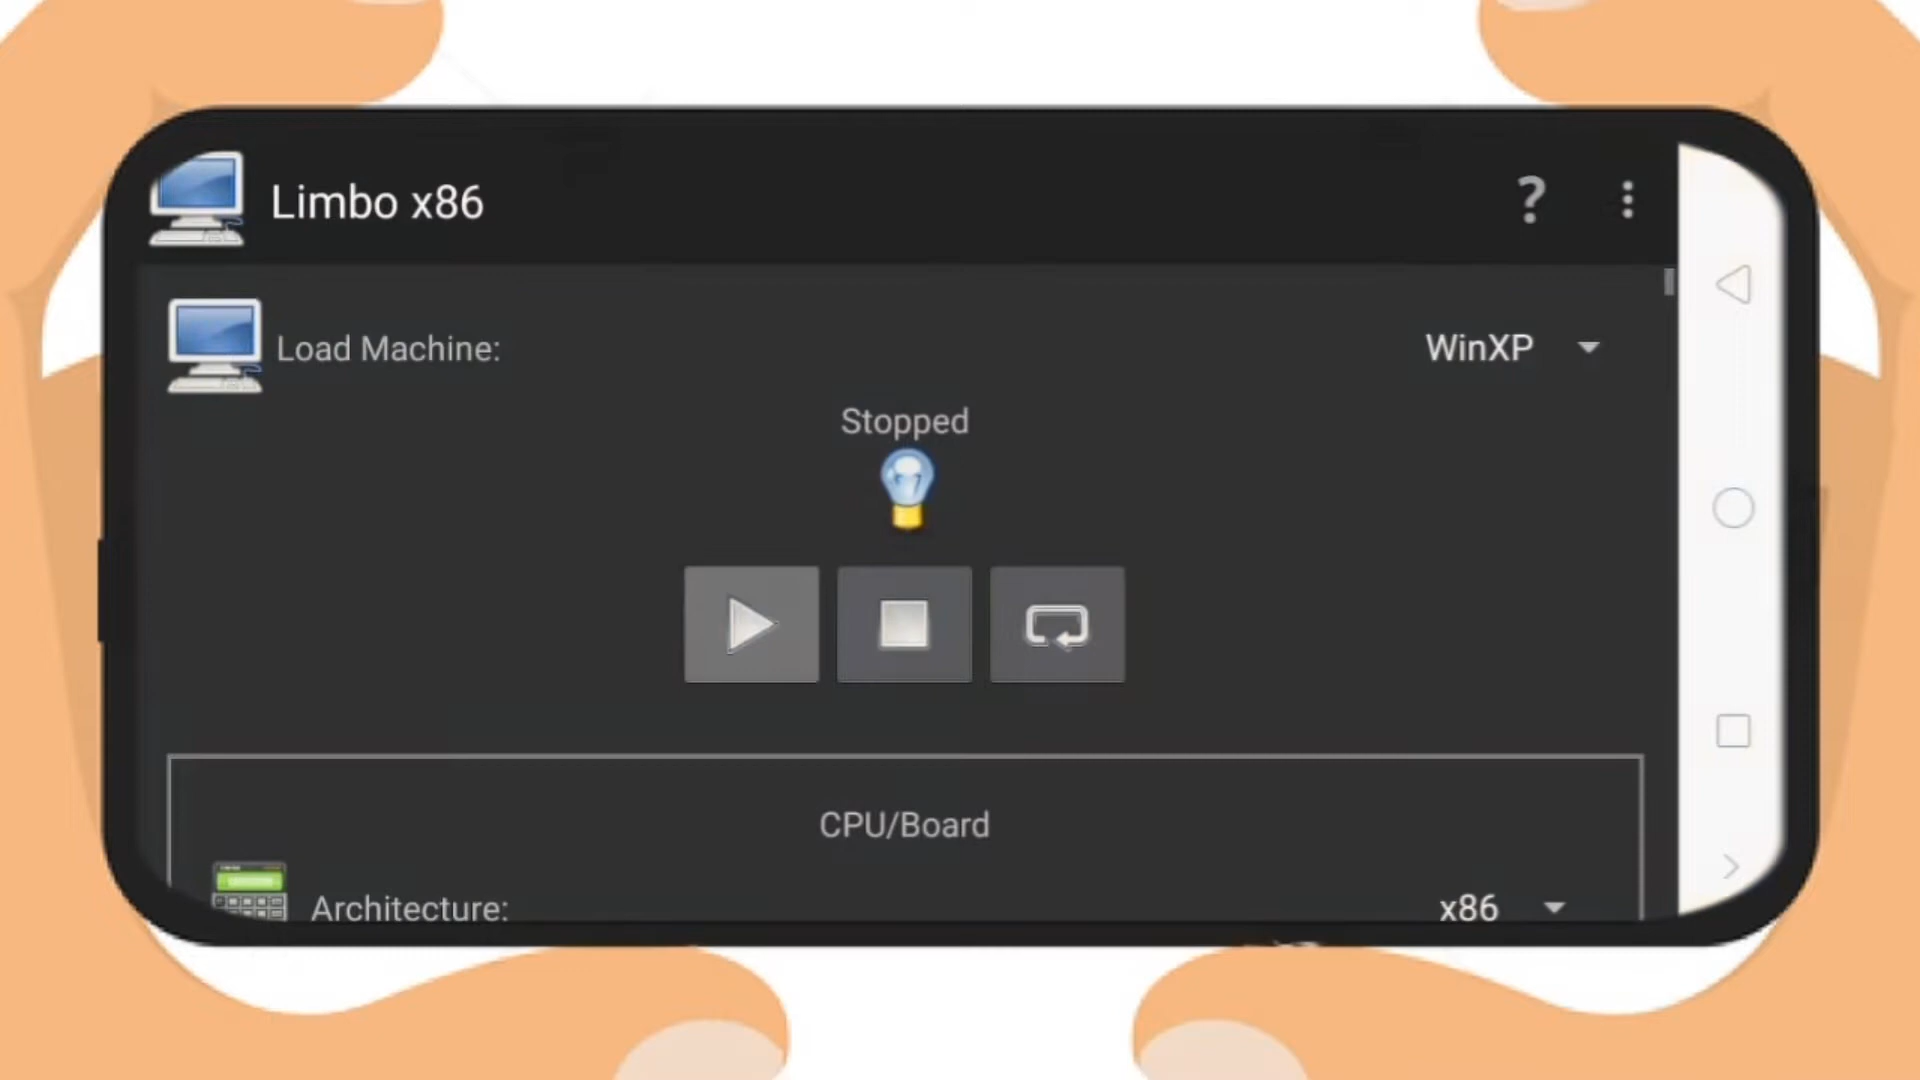 Limbo x86
?
Load Machine:
WinXP
Stopped
CPU/Board
Architecture:
x86